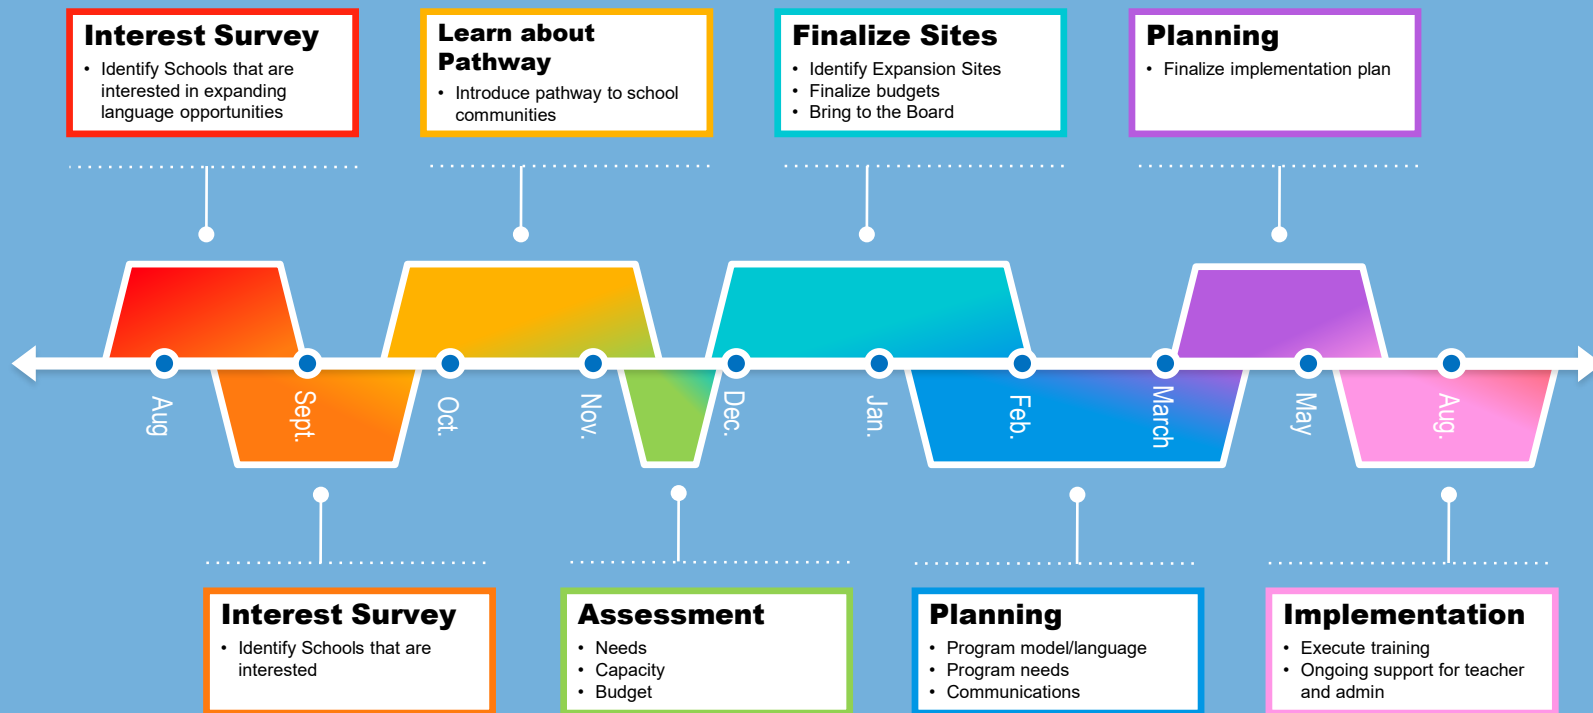 Interest Survey
• Identify Schools that are
interested in expanding
language opportunities
Learn about
Pathway
• Introduce pathway to school
communities
Finalize Sites
• Identify Expansion Sites
• Finalize budgets
• Bring to the Board
Planning
• Finalize implementation plan
Aug
Sept.
Oct.
Nov.
Dec.
Jan.
Feb.
March
May
Aug.
Interest Survey
• Identify Schools that are
interested
Assessment
• Needs
• Capacity
• Budget
Planning
• Program model/language
• Program needs
• Communications
Implementation
• Execute training
• Ongoing support for teacher
and admin